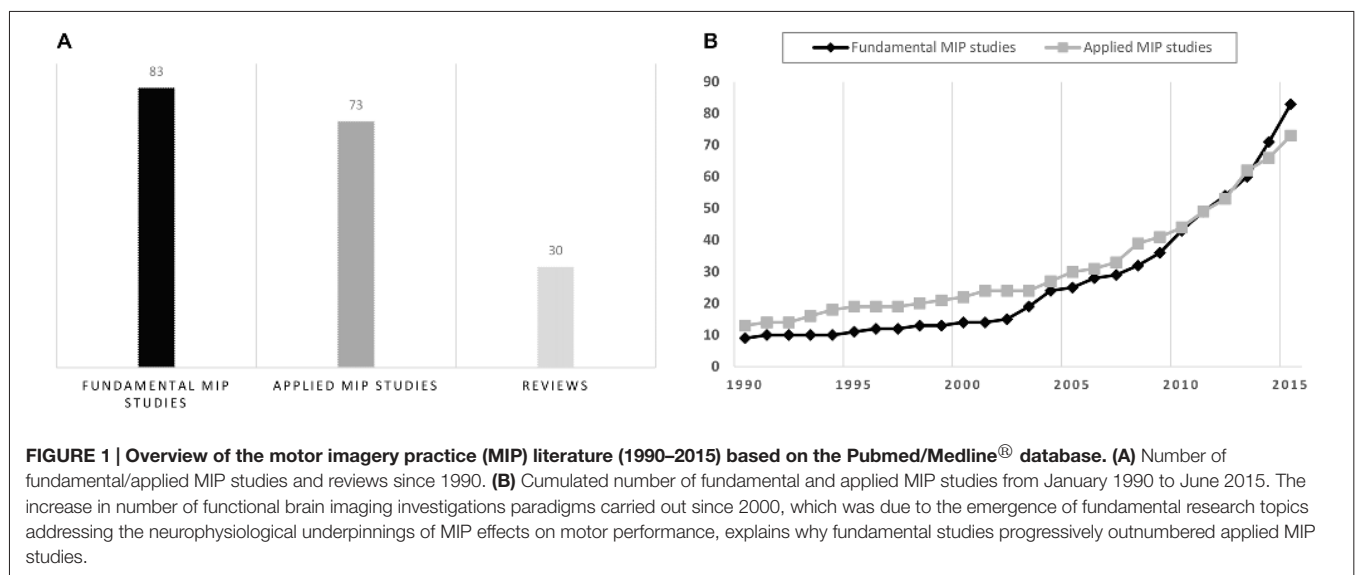 A
83
73
30
FUNDAMENTAL MIP
STUDIES
APPLIED MIP STUDIES
REVIEWS
B
Fundamental MIP studies
Applied MIP studies
90
80
70
60
50
40
30
20
10
0
1990
1995
2000
2005
2010
2015
FIGURE 1 | Overview of the motor imagery practice (MIP) literature (1990–2015) based on the Pubmed/Medline® database. (A) Number of
fundamental/applied MIP studies and reviews since 1990. (B) Cumulated number of fundamental and applied MIP studies from January 1990 to June 2015. The
increase in number of functional brain imaging investigations paradigms carried out since 2000, which was due to the emergence of fundamental research topics
addressing the neurophysiological underpinnings of MIP effects on motor performance, explains why fundamental studies progressively outnumbered applied MIP
studies.